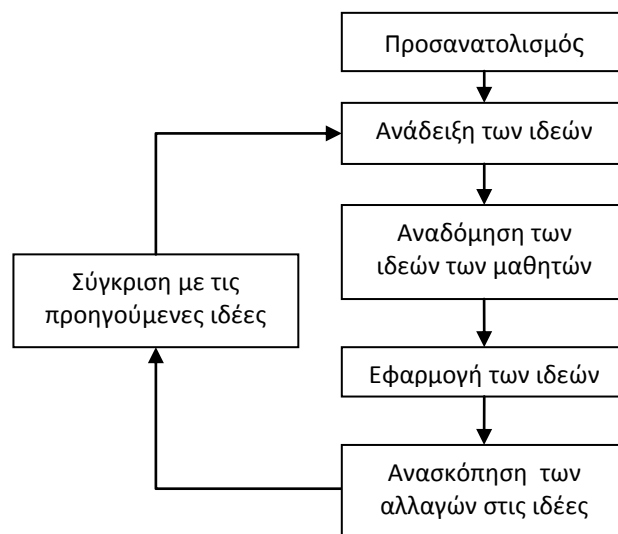 Προσανατολισμός
Ανάδειξη των ιδεών
Αναδόμηση των
ιδεών των μαθητών
Σύγκριση με τις
προηγούμενες ιδέες
Εφαρμογή των ιδεών
Ανασκόπηση των
αλλαγών στις ιδέες